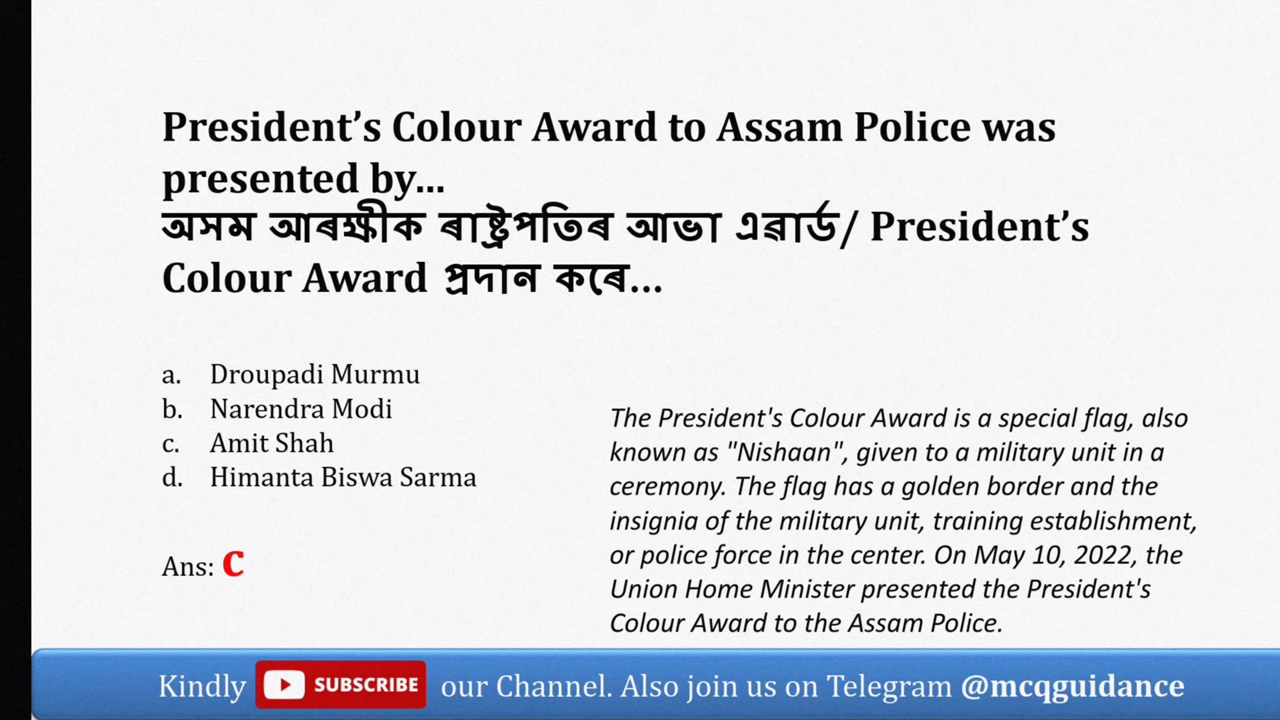 President’s Colour Award to Assam Police was
presented by...
অসম আৰক্ষীক ৰাষ্ট্ৰপতিৰ আভা এৱাৰ্ড/ President’s
Colour Award প্ৰদান কৰে...
a. Droupadi Murmu
b. Narendra Modi
c. Amit Shah
d. Himanta Biswa Sarma
Ans: C
The President's Colour Award is a special flag, also
known as "Nishaan", given to a military unit in a
ceremony. The flag has a golden border and the
insignia of the military unit, training establishment,
or police force in the center. On May 10, 2022, the
Union Home Minister presented the President's
Colour Award to the Assam Police.
Kindly SUBSCRIBE our Channel. Also join us on Telegram @mcqguidance